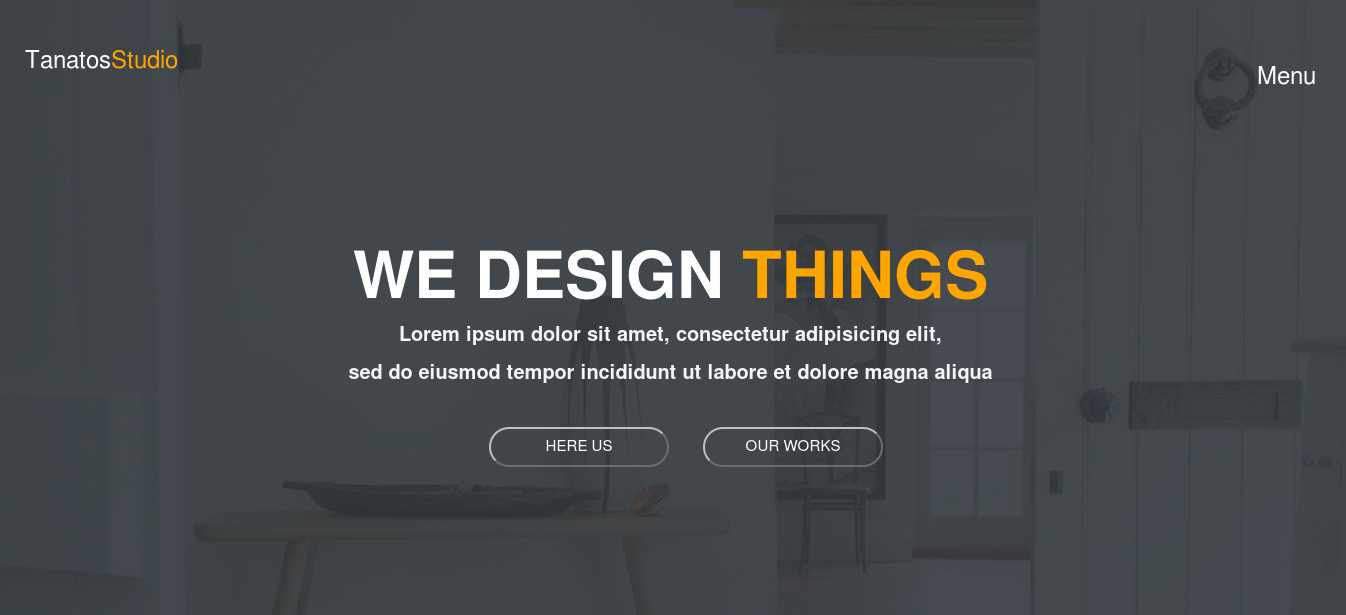 TanatosStudio
Menu
WE DESIGN THINGS
Lorem ipsum dolor sit amet, consectetur adipisicing elit,
sed do eiusmod tempor incididunt ut labore et dolore magna aliqua
HERE US
OUR WORKS